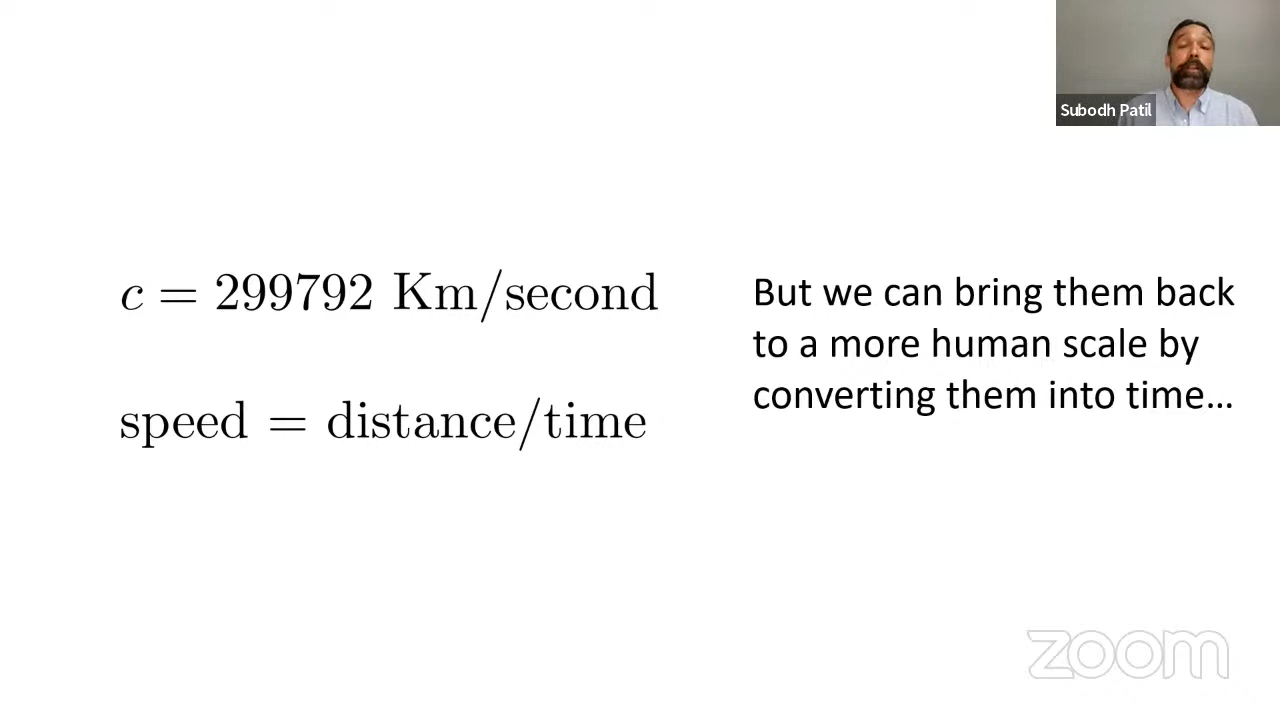 Subodh Patil
c = 299792 Km/second
speed = distance/time
But we can bring them back
to a more human scale by
converting them into time…
zoom